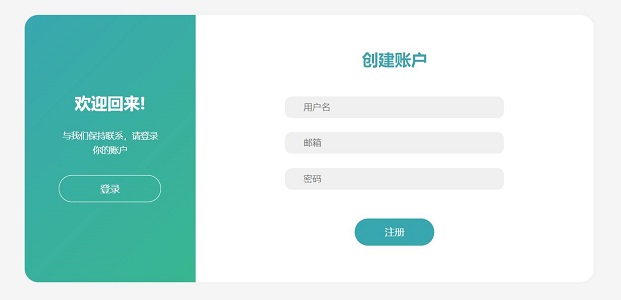 欢迎回来!
与我们保持联系，请登录
你的账户
登录
创建账户
用户名
邮箱
密码
注册